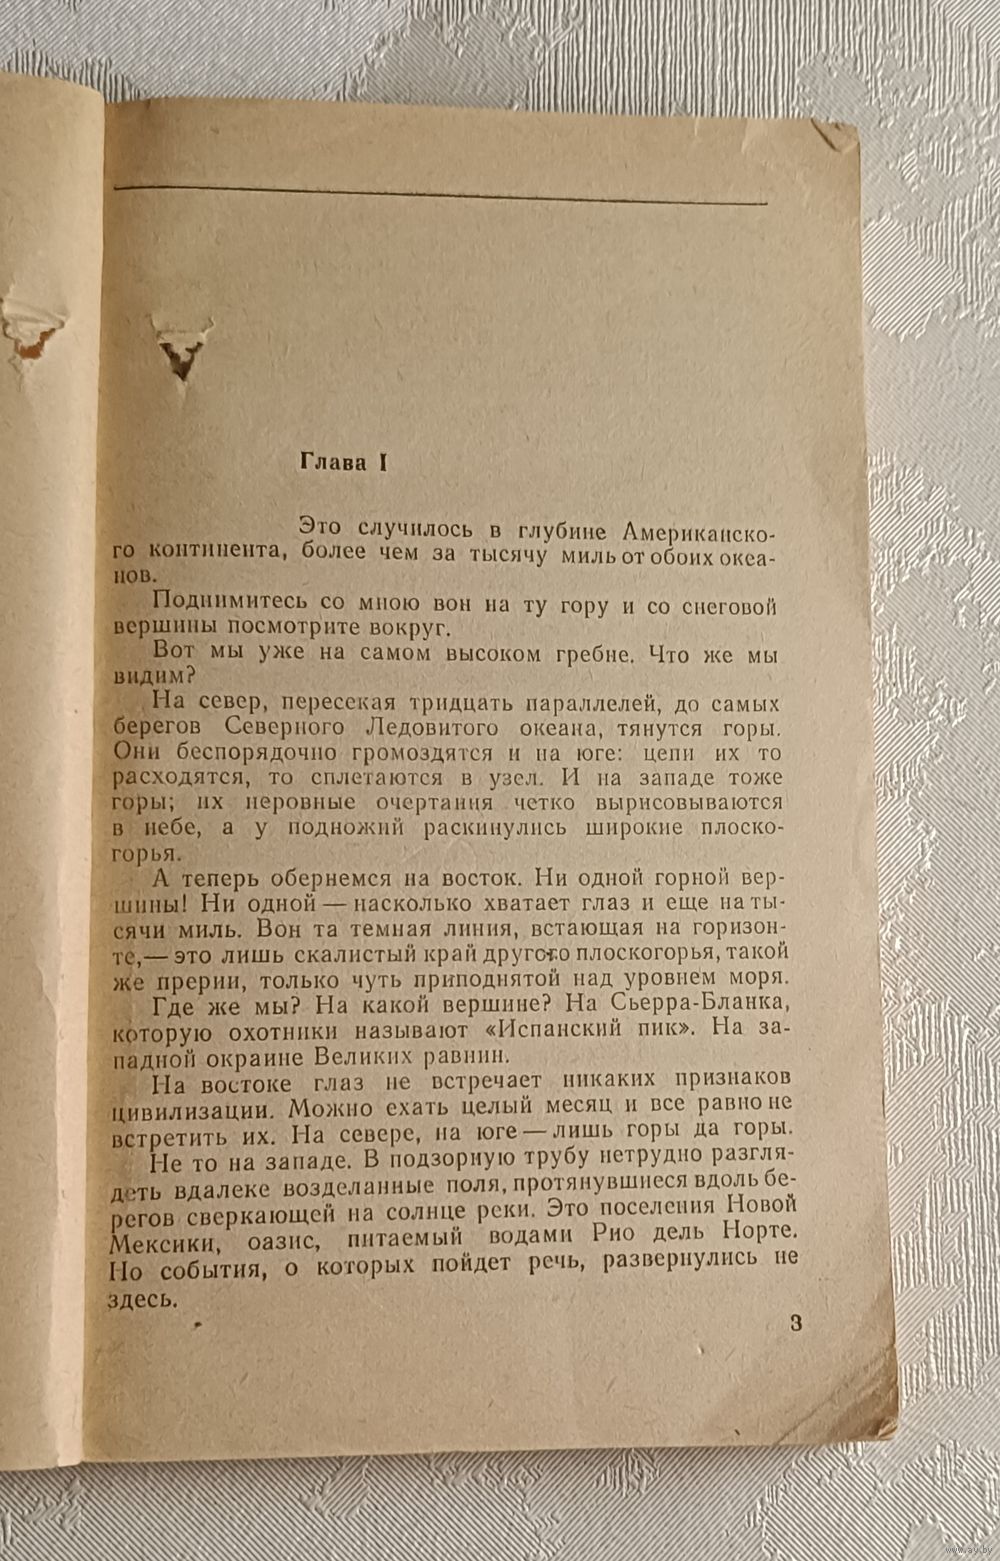 Глава I
Это случилось в глубине Американско-
го континента, более чем за тысячу миль от обоих океа-
нов.
Поднимитесь со мною вон на ту гору и со снеговой
вершины посмотрите вокруг.
Вот мы уже на самом высоком гребне. Что же мы
видим?
На север, пересекая тридцать параллелей, до самых
берегов Северного Ледовитого океана, тянутся горы.
Они беспорядочно громоздятся и на юге: цепи их то
расходятся, то сплетаются в узел. И на западе тоже
горы; их неровные очертания четко вырисовываются
в небе, а у подножий раскинулись широкие плоско-
горья.
А теперь обернемся на восток. Ни одной горной вер-
шины! Ни одной — насколько хватает глаз и еще на ты-
сячи миль. Вон та темная линия, встающая на горизон-
те,— это лишь скалистый край другого плоскогорья, такой
же прерии, только чуть приподнятой над уровнем моря.
Где же мы? На какой вершине? На Сьерра-Бланка,
которую охотники называют «Испанский пик». На за-
падной окраине Великих равнин.
На востоке глаз не встречает никаких признаков
цивилизации. Можно ехать целый месяц и все равно не
встретить их. На севере, на юге — лишь горы да горы.
Не то на западе. В подзорную трубу нетрудно разгля-
деть вдалеке возделанные поля, протянувшиеся вдоль бе-
регов сверкающей на солнце реки. Это поселения Новой
Мексики, оазис, питаемый водами Рио дель Норте.
Но события, о которых пойдет речь, развернулись не
здесь.
3
www.ay.by